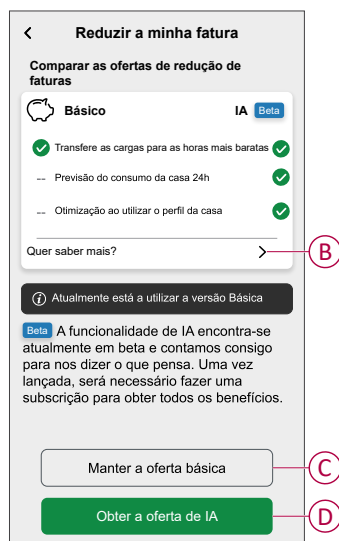 Reduzir a minha fatura
Comparar as ofertas de redução de
faturas
Básico IA Beta
Transfere as cargas para as horas mais baratas
-- Previsão do consumo da casa 24h
-- Otimização ao utilizar o perfil da casa
Quer saber mais?
B
Atualmente está a utilizar a versão Básica
Beta A funcionalidade de IA encontra-se
atualmente em beta e contamos consigo
para nos dizer o que pensa. Uma vez
lançada, será necessário fazer uma
subscrição para obter todos os benefícios.
Manter a oferta básica
C
Obter a oferta de IA
D